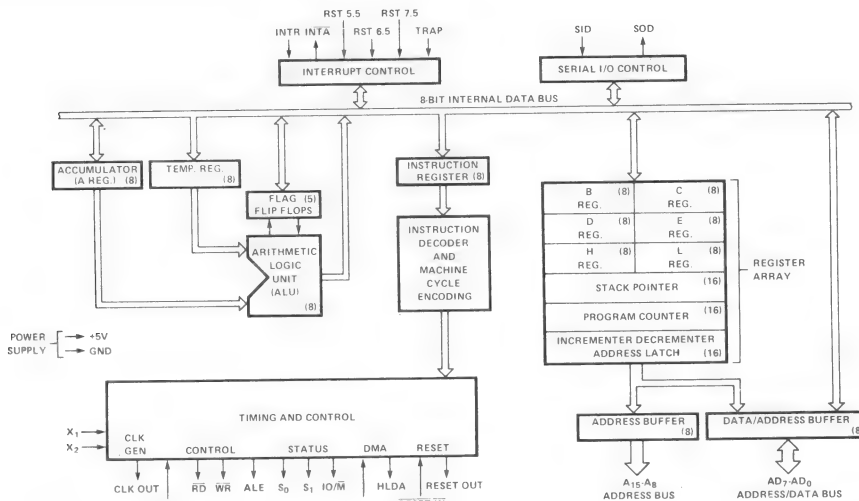 RST 5.5 RST 7.5
INTR INTA RST 6.5 TRAP
SID SOD
INTERRUPT CONTROL
SERIAL I/O CONTROL
8-BIT INTERNAL DATA BUS
ACCUMULATOR
(A REG.) (8)
TEMP. REG.
(8)
FLAG (5)
FLIP FLOPS
ARITHMETIC
LOGIC
UNIT
(ALU)
(8)
INSTRUCTION
REGISTER (8)
INSTRUCTION
DECODER
AND
MACHINE
CYCLE
ENCODING
B (8)
REG.
C (8)
REG.
D (8)
REG.
E (8)
REG.
H (8)
REG.
L (8)
REG.
STACK POINTER (16)
PROGRAM COUNTER (16)
INCREMENTER DECREMENTER
ADDRESS LATCH (16)
REGISTER
ARRAY
POWER
SUPPLY
+5V
GND
TIMING AND CONTROL
X1
X2
CLK
GEN
CONTROL STATUS DMA RESET
CLK OUT RD WR ALE S0 S1 IO/M HLDA RESET OUT
ADDRESS BUFFER
(8)
DATA/ADDRESS BUFFER
(8
A15-A8
ADDRESS BUS
AD7-AD0
ADDRESS/DATA BUS